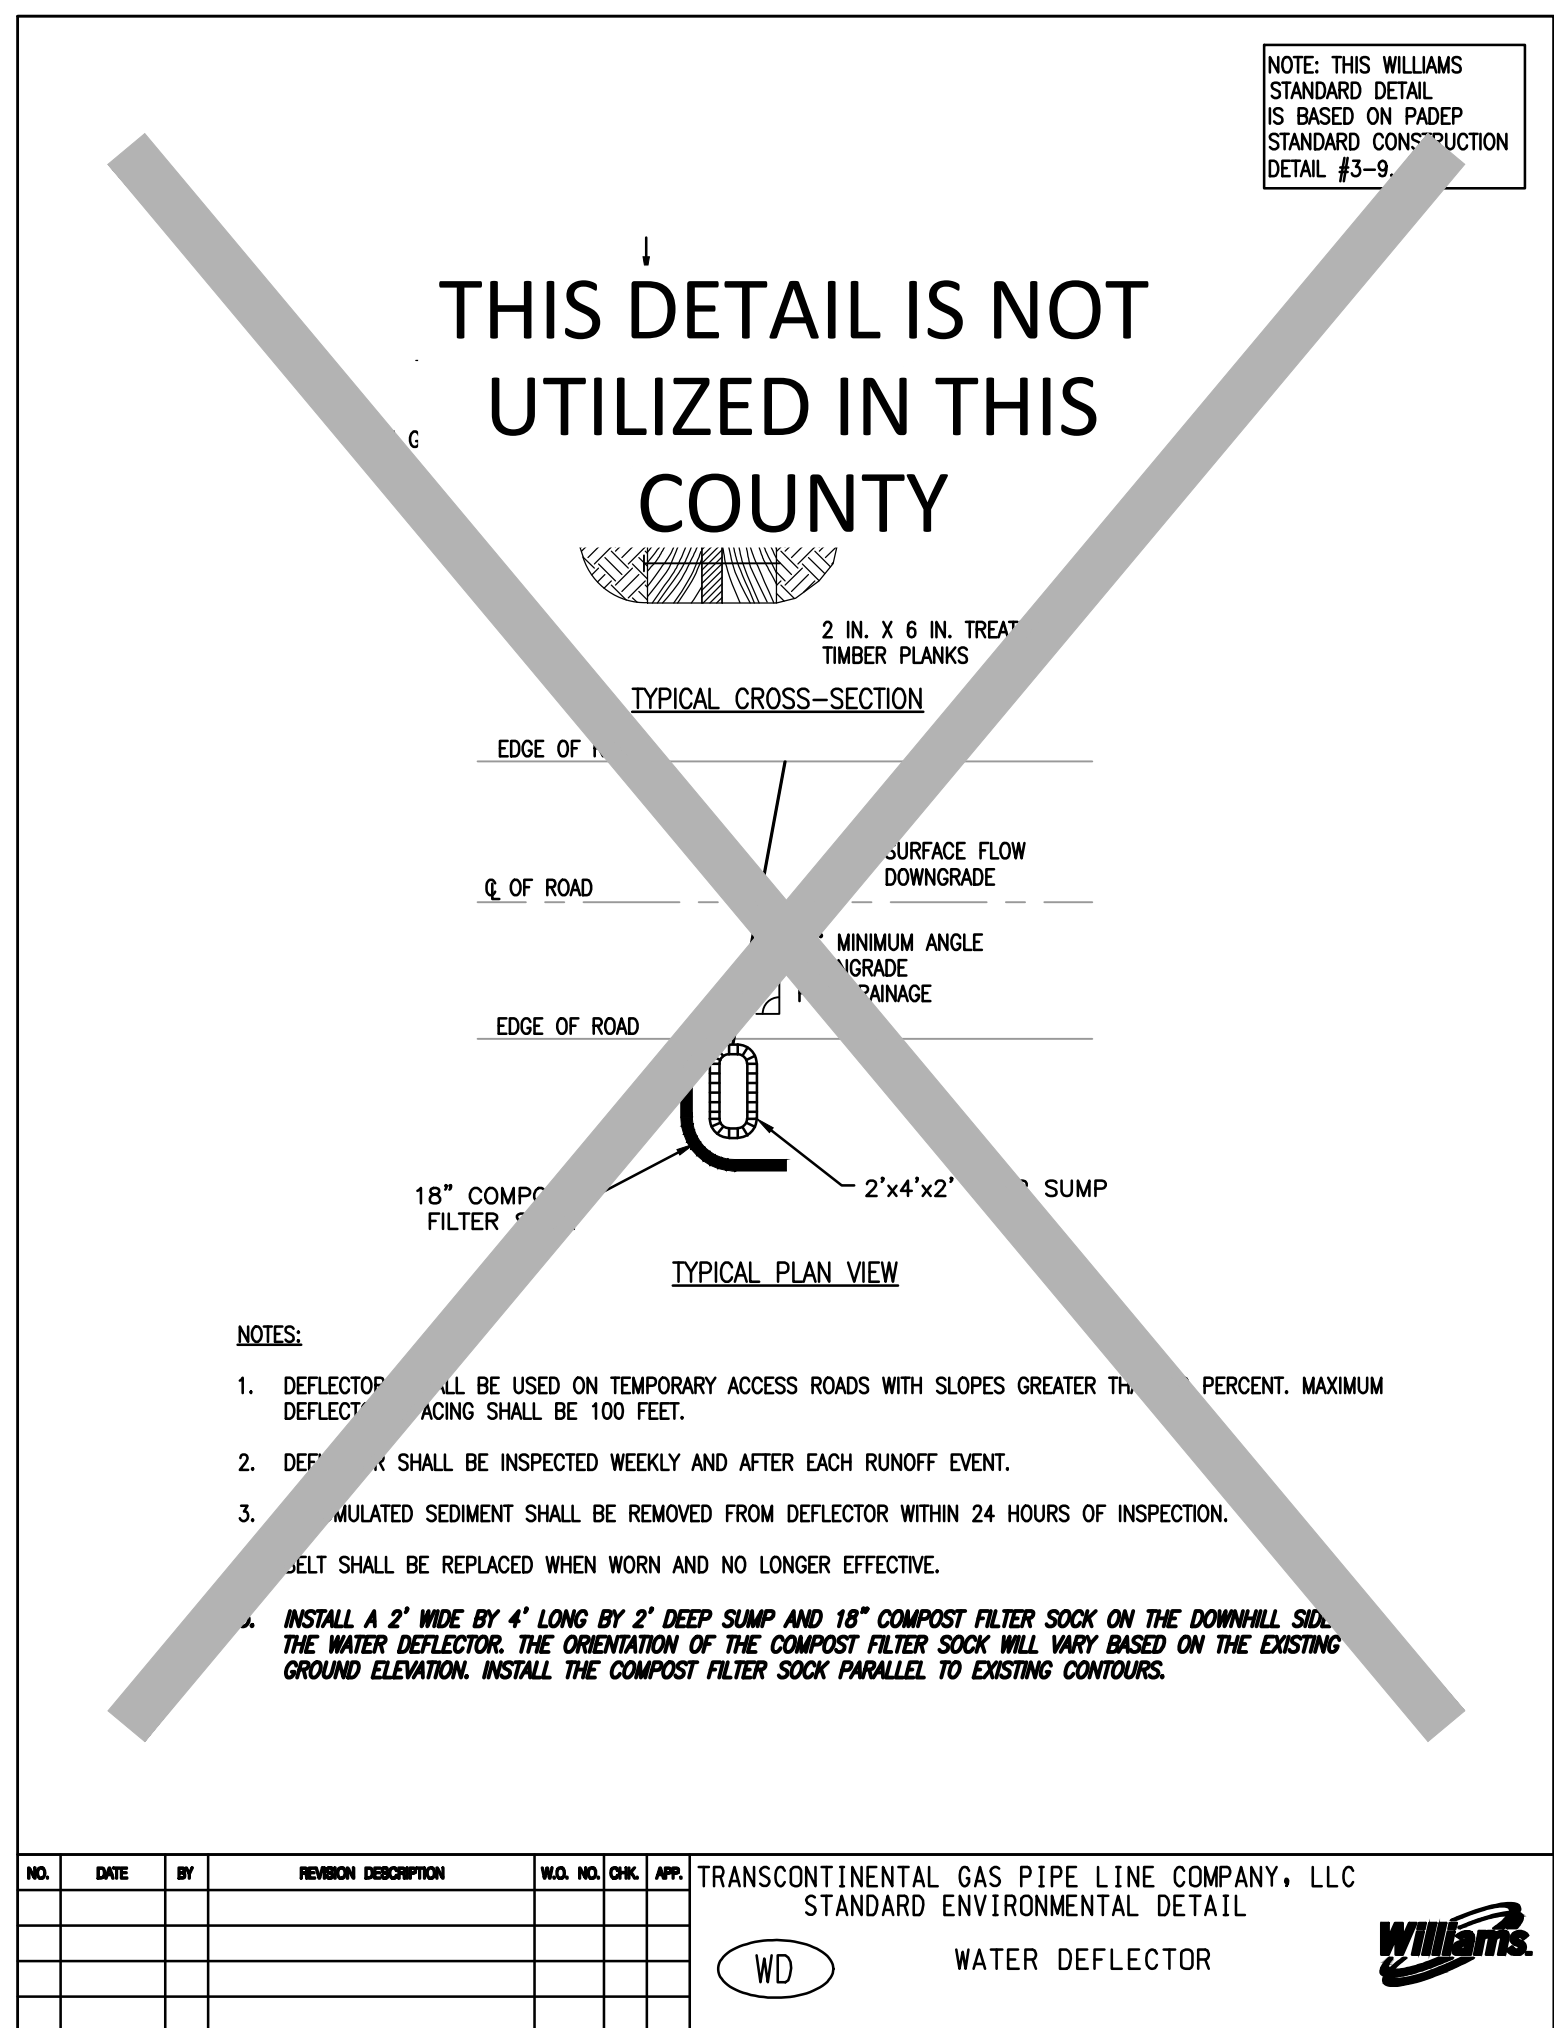 NOTE: THIS WILLIAMS
STANDARD DETAIL
IS BASED ON PADEP
STANDARD CONSTRUCTION
DETAIL #3-9.
THIS DETAIL IS NOT
UTILIZED IN THIS
COUNTY
2 IN. X 6 IN.
TIMBER PLANKS
TYPICAL CROSS-SECTION
EDGE OF
SURFACE FLOW
DOWNGRADE
℄ OF ROAD
MINIMUM ANGLE
EDGE OF ROAD
18" 
FILTER
2'x4'x2' SUMP
TYPICAL PLAN VIEW
NOTES:
1. DEFLECTOR BE USED ON TEMPORARY ACCESS ROADS WITH SLOPES GREATER PERCENT. MAXIMUM
SHALL BE 100 FEET.
2. SHALL BE INSPECTED WEEKLY AND AFTER EACH RUNOFF EVENT.
3. SEDIMENT SHALL BE REMOVED FROM DEFLECTOR WITHIN 24 HOURS OF INSPECTION.
BELT SHALL BE REPLACED WHEN WORN AND NO LONGER EFFECTIVE.
INSTALL A 2' WIDE BY 4' LONG BY 2' DEEP SUMP AND 18" COMPOST FILTER SOCK ON THE DOWNHILL SIDE
THE WATER DEFLECTOR. THE ORIENTATION OF THE COMPOST FILTER SOCK WILL VARY BASED ON THE EXISTING
GROUND ELEVATION. INSTALL THE COMPOST FILTER SOCK PARALLEL TO EXISTING CONTOURS.
NO. DATE BY REVISION DESCRIPTION W.O. NO. CHK. APP.
TRANSCONTINENTAL GAS PIPE LINE COMPANY, LLC
STANDARD ENVIRONMENTAL DETAIL
WD WATER DEFLECTOR
Williams.